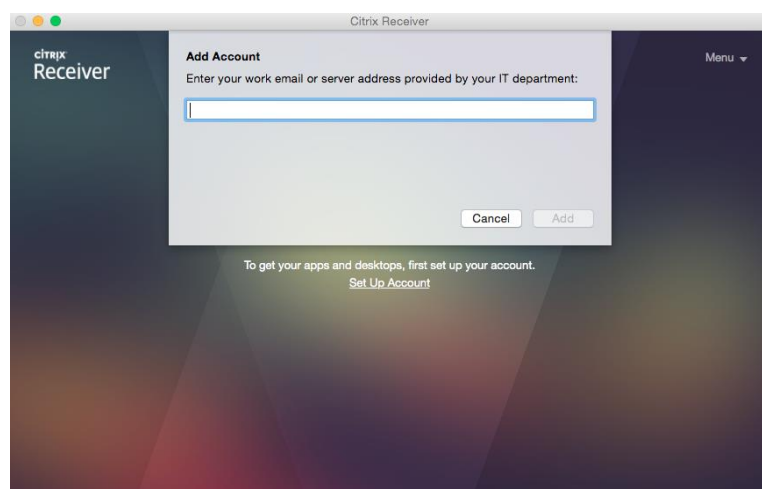 Citrix Receiver
CITRIX
Receiver
Add Account
Menu
Enter your work email or server address provided by your IT department:
Cancel
Add
To get your apps and desktops, first set up your account.
Set Up Account